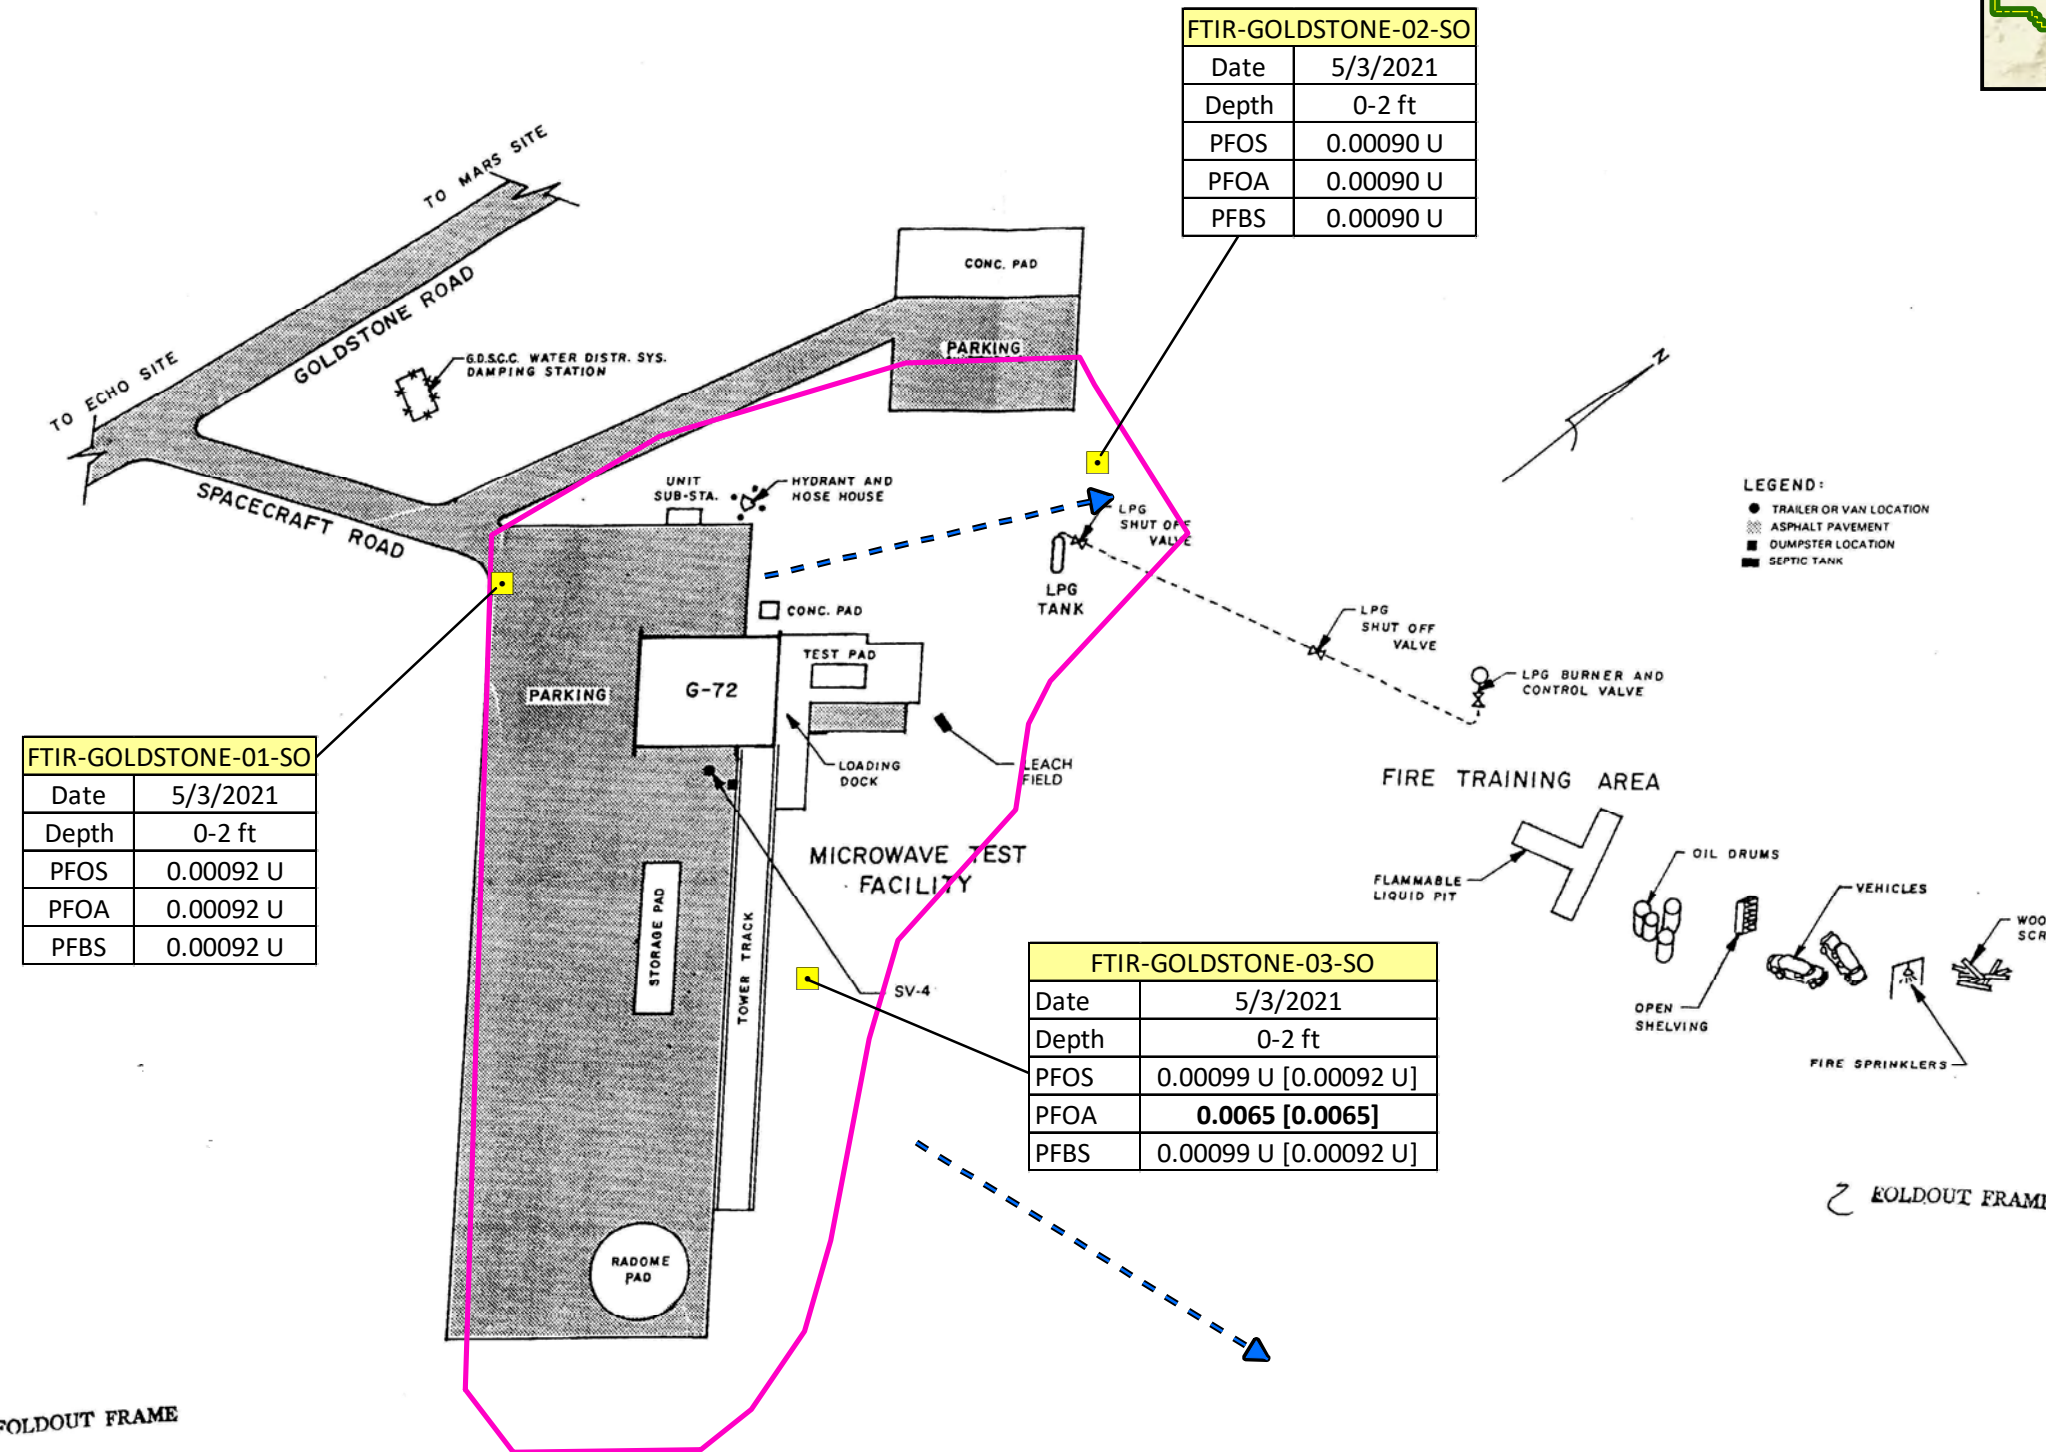 FTIR-GOLDSTONE-02-SO
Date 5/3/2021
Depth 0-2 ft
PFOS 0.00090 U
PFOA 0.00090 U
PFBS 0.00090 U
TO MARS SITE
GOLDSTONE ROAD
TO ECHO SITE
G.D.S.C.C. WATER DISTR. SYS.
DAMPING STATION
SPACECRAFT ROAD
CONC. PAD
PARKING
N
UNIT
SUB-STA.
HYDRANT AND
HOSE HOUSE
LPG
SHUT OFF
VALVE
LPG
TANK
CONC. PAD
LEGEND:
TRAILER OR VAN LOCATION
ASPHALT PAVEMENT
DUMPSTER LOCATION
SEPTIC TANK
LPG
SHUT OFF
VALVE
LPG BURNER AND
CONTROL VALVE
TEST PAD
PARKING
G-72
LOADING
DOCK
LEACH
FIELD
FTIR-GOLDSTONE-01-SO
Date 5/3/2021
Depth 0-2 ft
PFOS 0.00092 U
PFOA 0.00092 U
PFBS 0.00092 U
MICROWAVE TEST
FACILITY
STORAGE PAD
TOWER TRACK
SV-4
FIRE TRAINING AREA
FLAMMABLE
LIQUID PIT
OIL DRUMS
VEHICLES
WOO
SCR
OPEN
SHELVING
FIRE SPRINKLERS
FTIR-GOLDSTONE-03-SO
Date 5/3/2021
Depth 0-2 ft
PFOS 0.00099 U [0.00092 U]
PFOA 0.0065 [0.0065]
PFBS 0.00099 U [0.00092 U]
2 FOLDOUT FRAME
RADOME
PAD
FOLDOUT FRAME